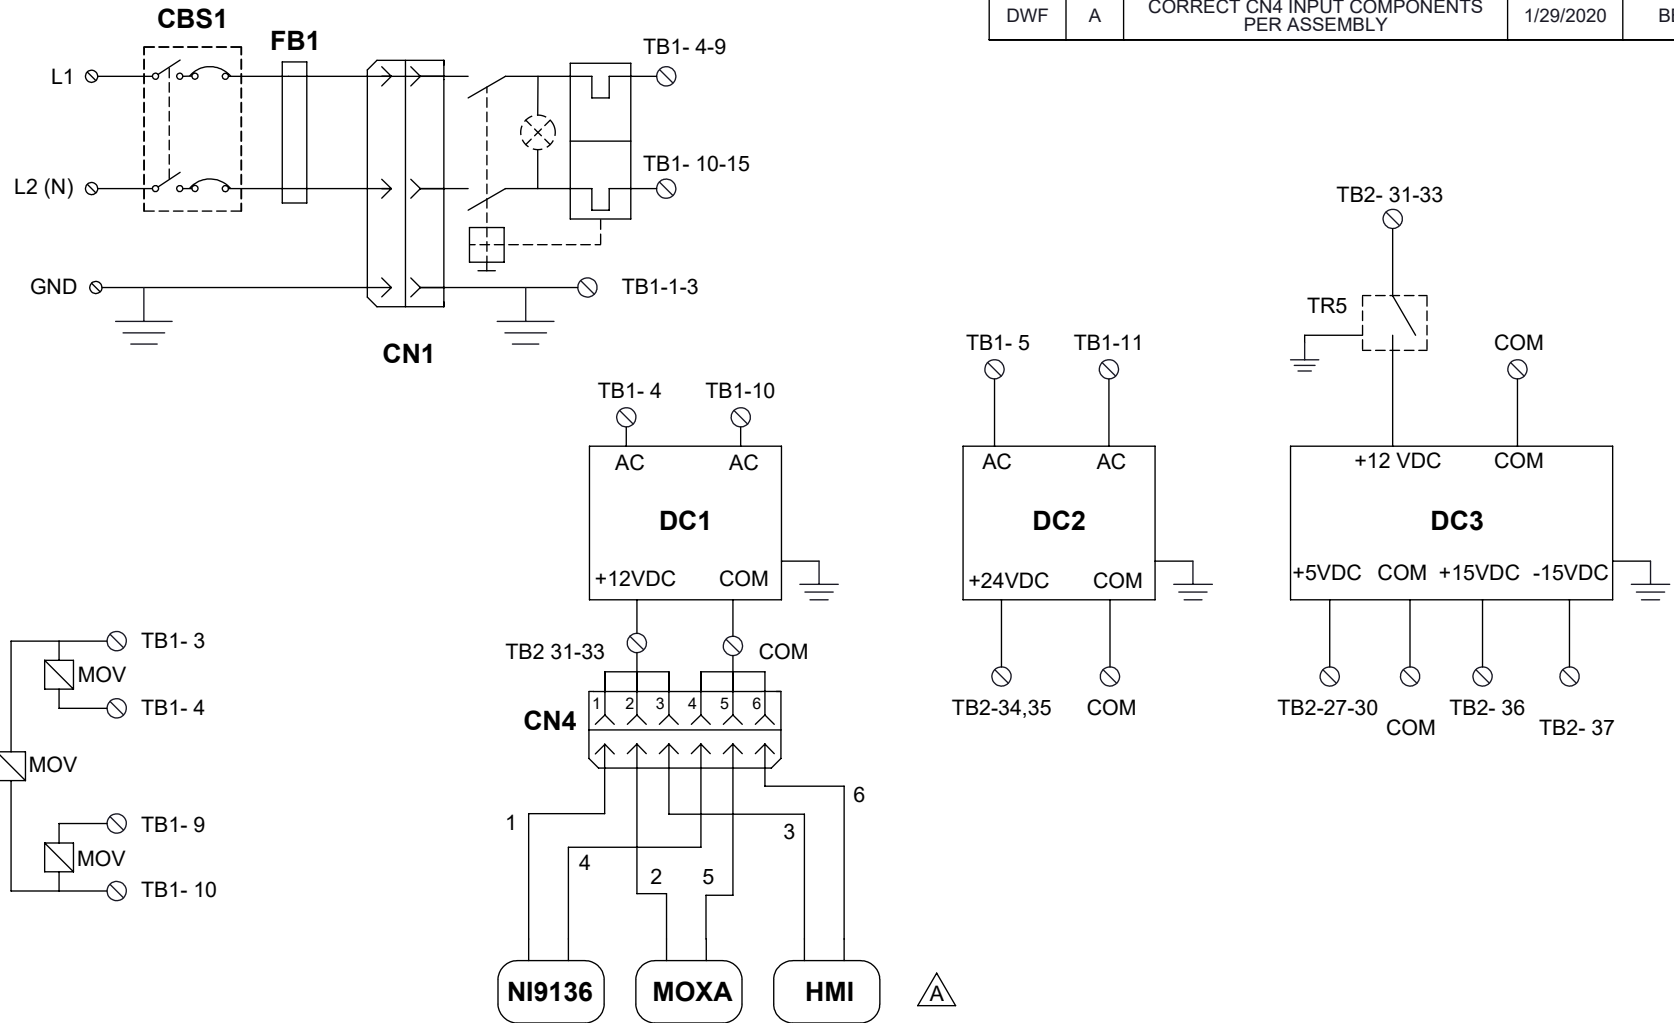 DWF A CORRECT CN4 INPUT COMPONENTS PER ASSEMBLY 1/29/2020
CBS1
FB1
L1
TB1- 4-9
L2 (N)
TB1- 10-15
GND
TB1-1-3
CN1
TB2- 31-33
TR5
COM
TB1- 5
TB1-11
TB1- 4
TB1-10
AC
AC
DC1
+12VDC
COM
AC
AC
DC2
+24VDC
COM
+12 VDC
COM
DC3
+5VDC
COM
+15VDC
-15VDC
TB2 31-33
COM
CN4
1
2
3
4
5
6
TB2-34,35
COM
TB2-27-30
COM
TB2- 36
TB2- 37
TB1- 3
MOV
TB1- 4
MOV
TB1- 9
MOV
TB1- 10
1
4
2
5
3
6
NI9136
MOXA
HMI
A